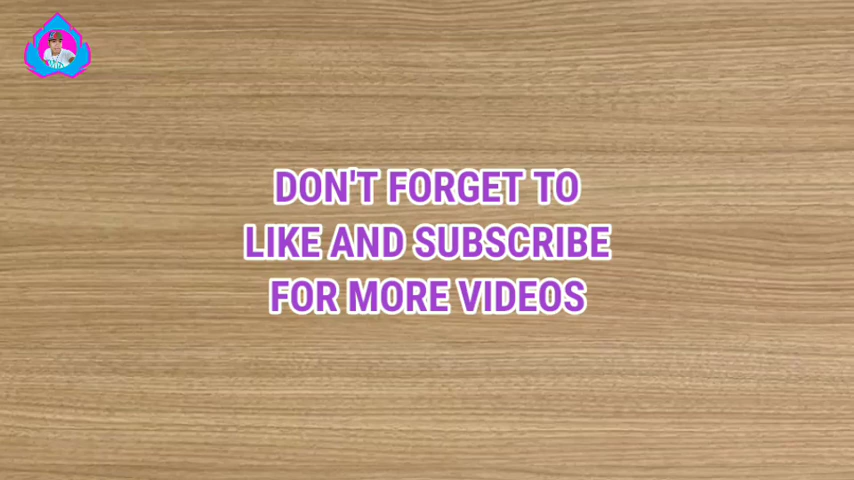 DON'T FORGET TO
LIKE AND SUBSCRIBE
FOR MORE VIDEOS